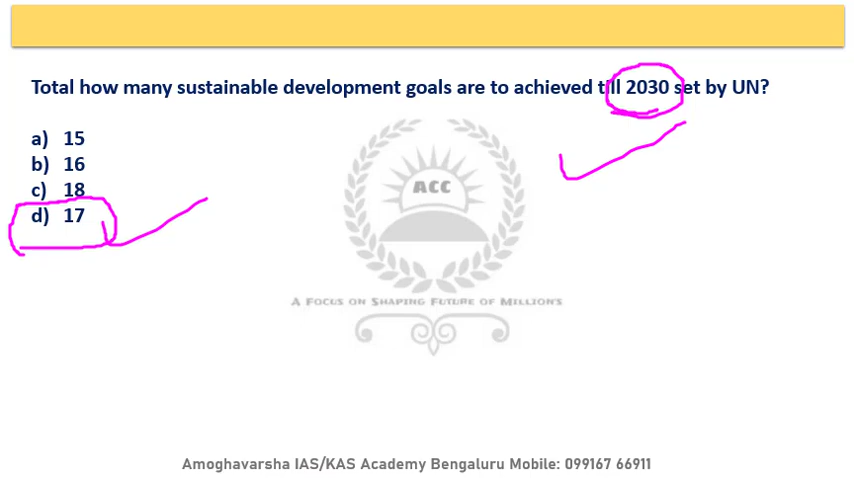 Total how many sustainable development goals are to achieved till 2030 set by UN?
a) 15
b) 16
c) 18
d) 17
ACC
A Focus on Shaping Future of Million's
Amoghavarsha IAS/KAS Academy Bengaluru Mobile: 099167 66911